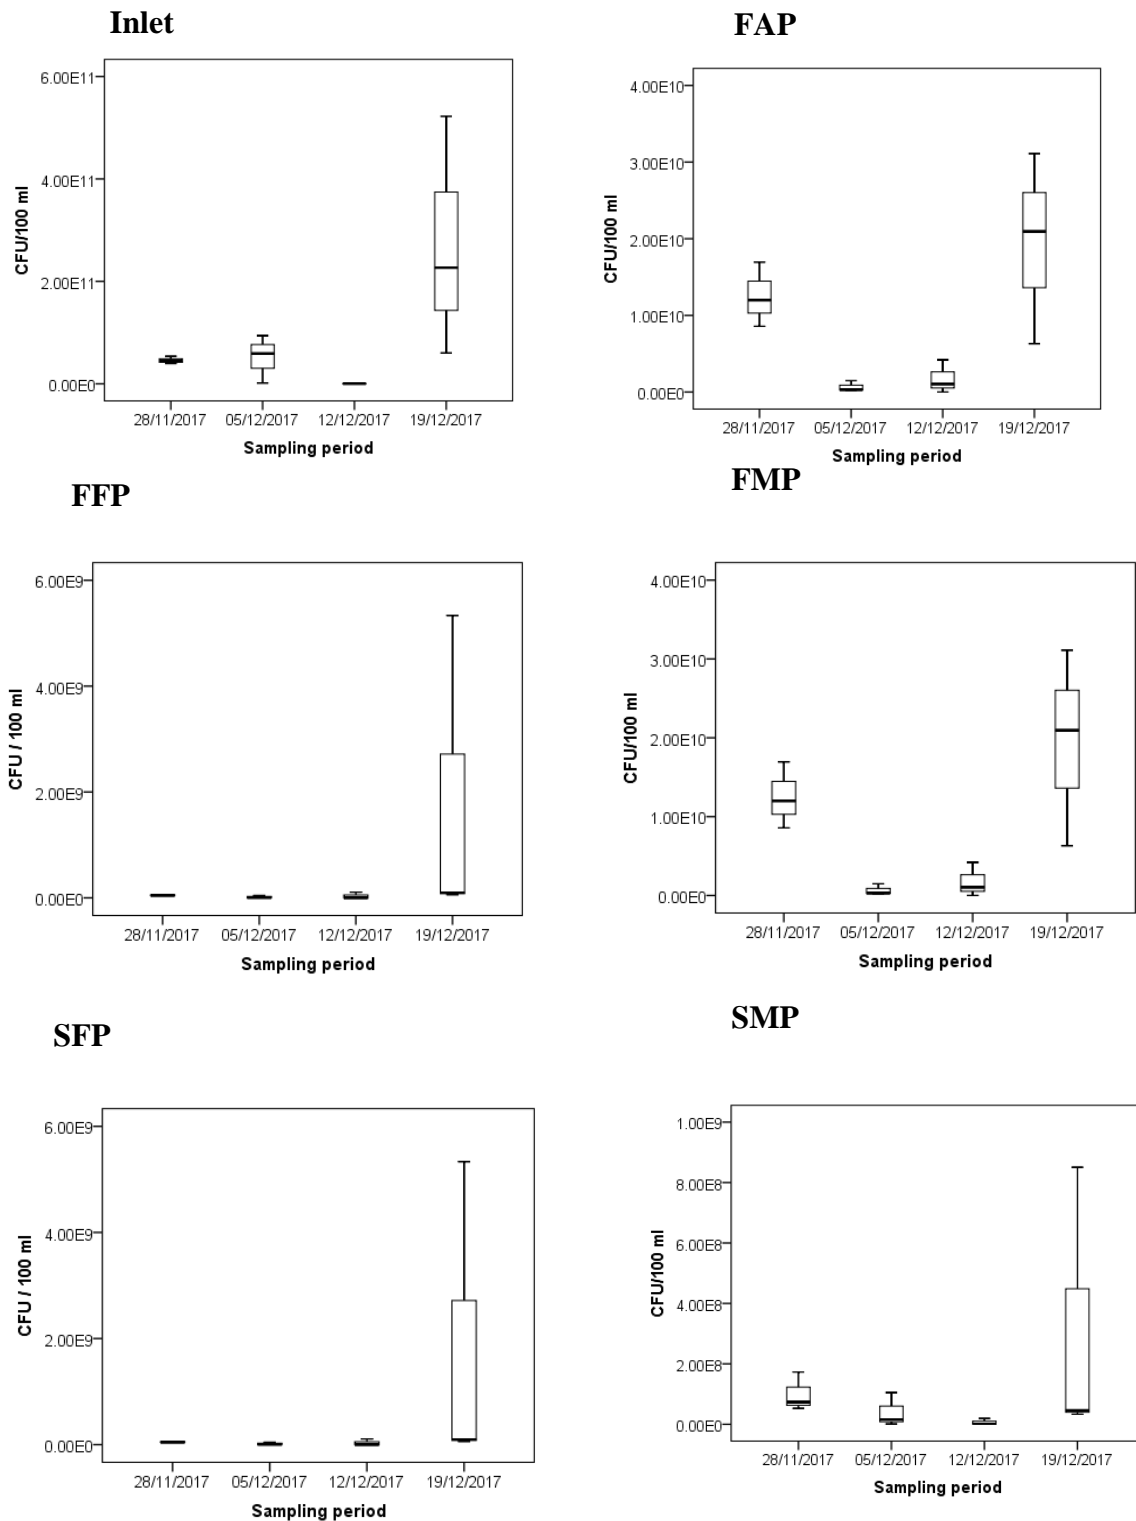 Inlet
6.00E11
4.00E11
2.00E11
0.00E0
CFU/100 ml
28/11/2017 05/12/2017 12/12/2017 19/12/2017
Sampling period
FAP
4.00E10
3.00E10
2.00E10
1.00E10
0.00E0
CFU/100 ml
28/11/2017 05/12/2017 12/12/2017 19/12/2017
Sampling period
FFP
6.00E9
4.00E9
2.00E9
0.00E0
CFU / 100 ml
28/11/2017 05/12/2017 12/12/2017 19/12/2017
Sampling period
FMP
4.00E10
3.00E10
2.00E10
1.00E10
0.00E0
CFU/100 ml
28/11/2017 05/12/2017 12/12/2017 19/12/2017
Sampling period
SFP
6.00E9
4.00E9
2.00E9
0.00E0
CFU / 100 ml
28/11/2017 05/12/2017 12/12/2017 19/12/2017
Sampling period
SMP
1.00E9
8.00E8
6.00E8
4.00E8
2.00E8
0.00E0
CFU/100 ml
28/11/2017 05/12/2017 12/12/2017 19/12/2017
Sampling period